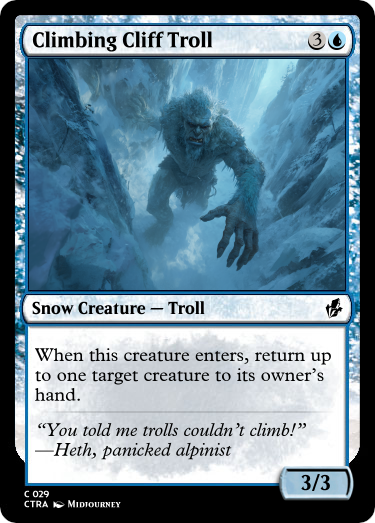 Climbing Cliff Troll 3
Snow Creature — Troll
When this creature enters, return up
to one target creature to its owner's
hand.
"You told me trolls couldn't climb!"
—Heth, panicked alpinist
3/3
C 029
CTRA Midjourney